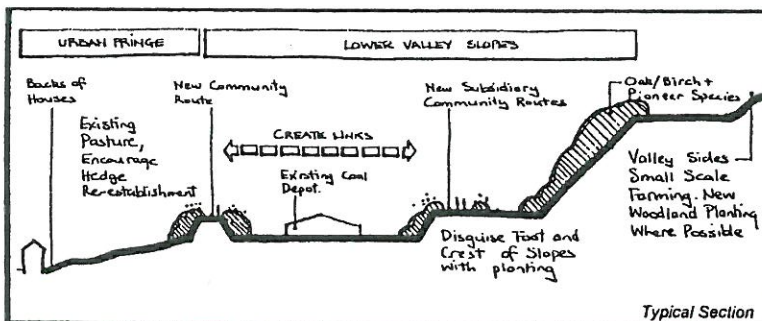 URBAN FRINGE
LOWER VALLEY SLOPES
Backs of
Houses
New Community
Route
New Subsidiary
Community Routes
Oak/Birch +
Pioneer Species
Existing
Pasture,
Encourage
Hedge
Re-establishment
CREATE LINKS
Existing Coal
Depot.
Valley Sides
Small Scale
Farming. New
Woodland Planting
Where Possible
Disguise Foot and
Crest of Slopes
with planting
Typical Section